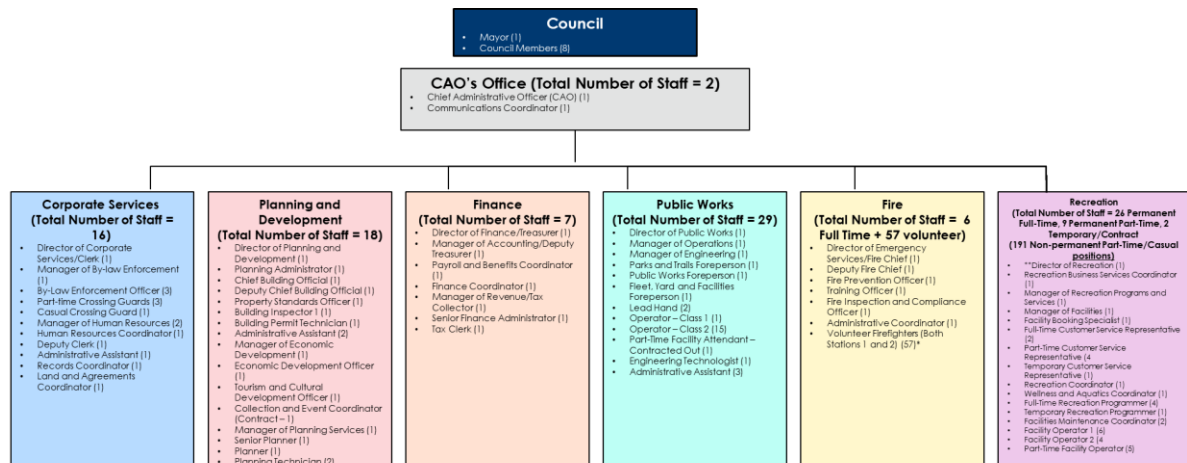 Council
• Mayor (1)
• Council Members (8)
CAO's Office (Total Number of Staff = 2)
• Chief Administrative Officer (CAO) (1)
• Communications Coordinator (1)
Corporate Services
(Total Number of Staff =
16)
• Director of Corporate
Services/Clerk (1)
• Manager of By-law Enforcement
(1)
• By-Law Enforcement Officer (3)
• Part-time Crossing Guards (3)
• Casual Crossing Guard (1)
• Manager of Human Resources (2)
• Human Resources Coordinator (1)
• Deputy Clerk (1)
• Administrative Assistant (1)
• Records Coordinator (1)
• Land and Agreements
Coordinator (1)
Planning and
Development
(Total Number of Staff = 18)
• Director of Planning and
Development (1)
• Planning Administrator (1)
• Chief Building Official (1)
• Deputy Chief Building Official (1)
• Property Standards Officer (1)
• Building Inspector 1 (1)
• Building Permit Technician (1)
• Administrative Assistant (2)
• Manager of Economic
Development (1)
• Economic Development Officer
(1)
• Tourism and Cultural
Development Officer (1)
• Collection and Event Coordinator
(Contract – 1)
• Manager of Planning Services (1)
• Senior Planner (1)
• Planner (1)
• Planning Technician (2)
Finance
(Total Number of Staff = 7)
• Director of Finance/Treasurer (1)
• Manager of Accounting/Deputy
Treasurer (1)
• Payroll and Benefits Coordinator
(1)
• Finance Coordinator (1)
• Manager of Revenue/Tax
Collector (1)
• Senior Finance Administrator (1)
• Tax Clerk (1)
Public Works
(Total Number of Staff = 29)
• Director of Public Works (1)
• Manager of Operations (1)
• Manager of Engineering (1)
• Parks and Trails Foreperson (1)
• Public Works Foreperson (1)
• Fleet, Yard and Facilities
Foreperson (1)
• Lead Hand (2)
• Operator – Class 1 (1)
• Operator – Class 2 (15)
• Part-Time Facility Attendant –
Contracted Out (1)
• Engineering Technologist (1)
• Administrative Assistant (3)
Fire
(Total Number of Staff = 6
Full Time + 57 volunteer)
• Director of Emergency
Services/Fire Chief (1)
• Deputy Fire Chief (1)
• Fire Prevention Officer (1)
• Training Officer (1)
• Fire Inspection and Compliance
Officer (1)
• Administrative Coordinator (1)
• Volunteer Firefighters (Both
Stations 1 and 2) (57)*
Recreation
(Total Number of Staff = 26 Permanent
Full-Time, 9 Permanent Part-Time, 2
Temporary/Contract
(191 Non-permanent Part-Time/Casual
positions)
• **Director of Recreation (1)
• Recreation Business Services Coordinator
(1)
• Manager of Recreation Programs and
Services (1)
• Manager of Facilities (1)
• Facility Booking Specialist (1)
• Full-Time Customer Service Representative
(2)
• Part-Time Customer Service
Representative (4
• Temporary Customer Service
Representative (1)
• Recreation Coordinator (1)
• Wellness and Aquatics Coordinator (1)
• Full-Time Recreation Programmer (4)
• Temporary Recreation Programmer (1)
• Facilities Maintenance Coordinator (2)
• Facility Operator 1 (6)
• Facility Operator 2 (4
• Part-Time Facility Operator (5)